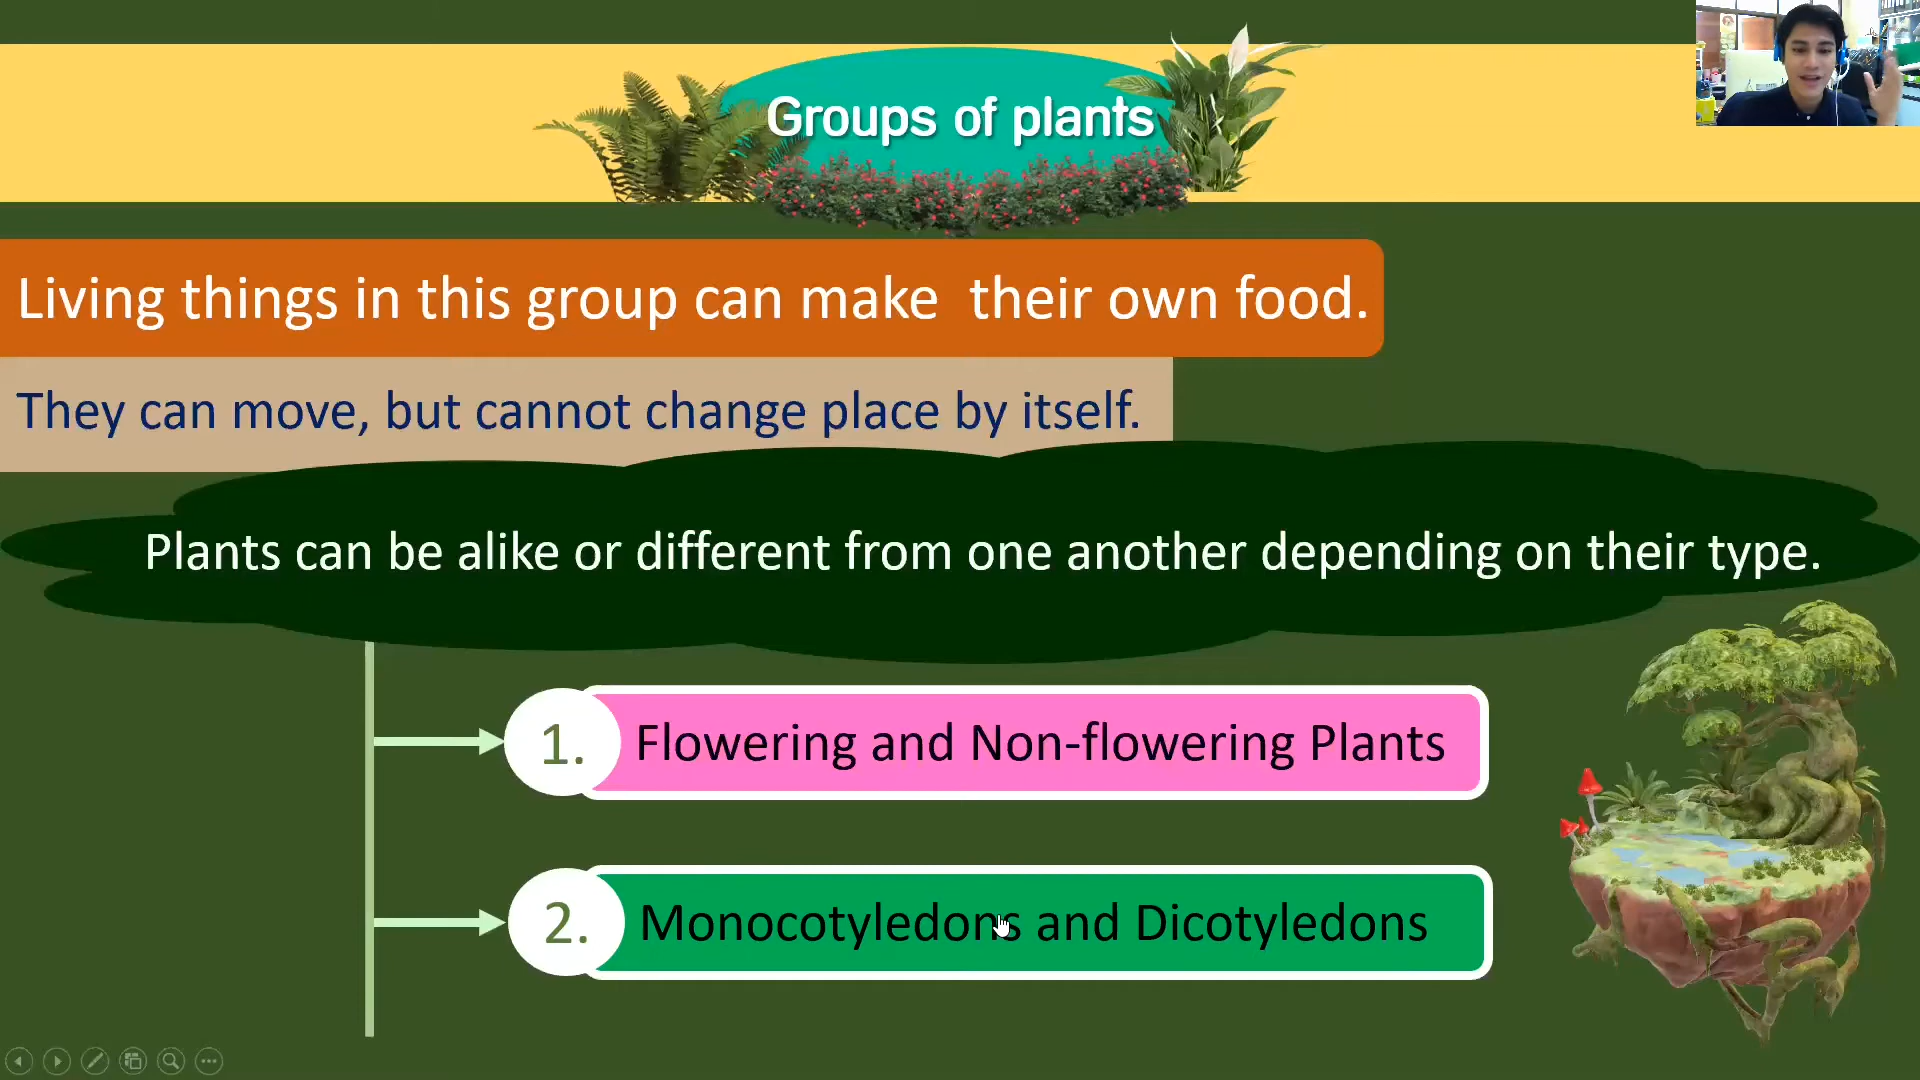 Groups of plants
Living things in this group can make  their own food.
They can move, but cannot change place by itself.
Plants can be alike or different from one another depending on their type.
1. Flowering and Non-flowering Plants
2. Monocotyledons and Dicotyledons